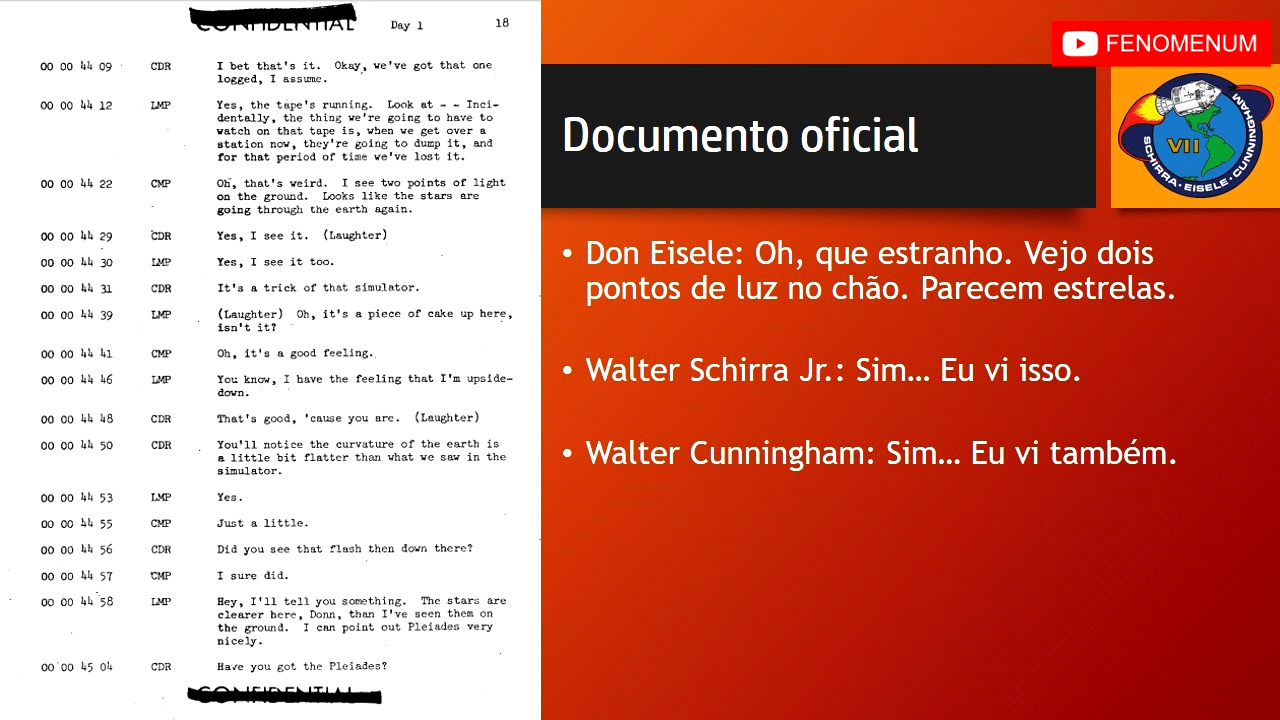 CONFIDENTIAL
Day 1
18
00 00 44 09 CDR I bet that's it. Okay, we've got that one
logged, I assume.
00 00 44 12 LMP Yes, the tape's running. Look at - - Inci-
dentally, the thing we're going to have to
watch on that tape is, when we get over a
station now, they're going to dump it, and
for that period of time we've lost it.
00 00 44 22 CMP Oh, that's weird. I see two points of light
on the ground. Looks like the stars are
going through the earth again.
00 00 44 29 CDR Yes, I see it. (Laughter)
00 00 44 30 LMP Yes, I see it too.
00 00 44 31 CDR It's a trick of that simulator.
00 00 44 39 LMP (Laughter) Oh, it's a piece of cake up here,
isn't it?
00 00 44 41 CMP Oh, it's a good feeling.
00 00 44 46 LMP You know, I have the feeling that I'm upside-
down.
00 00 44 48 CDR That's good, 'cause you are. (Laughter)
00 00 44 50 CDR You'll notice the curvature of the earth is
a little bit flatter than what we saw in the
simulator.
00 00 44 53 LMP Yes.
00 00 44 55 CMP Just a little.
00 00 44 56 CDR Did you see that flash then down there?
00 00 44 57 CMP I sure did.
00 00 44 58 LMP Hey, I'll tell you something. The stars are
clearer here, Donn, than I've seen them on
the ground. I can point out Pleiades very
nicely.
00 00 45 04 CDR Have you got the Pleiades?
CONFIDENTIAL
FENOMENUM
Documento oficial
VII
SCHIRRA · EISELE · CUNNINGHAM
• Don Eisele: Oh, que estranho. Vejo dois
pontos de luz no chão. Parecem estrelas.
• Walter Schirra Jr.: Sim… Eu vi isso.
• Walter Cunningham: Sim… Eu vi também.